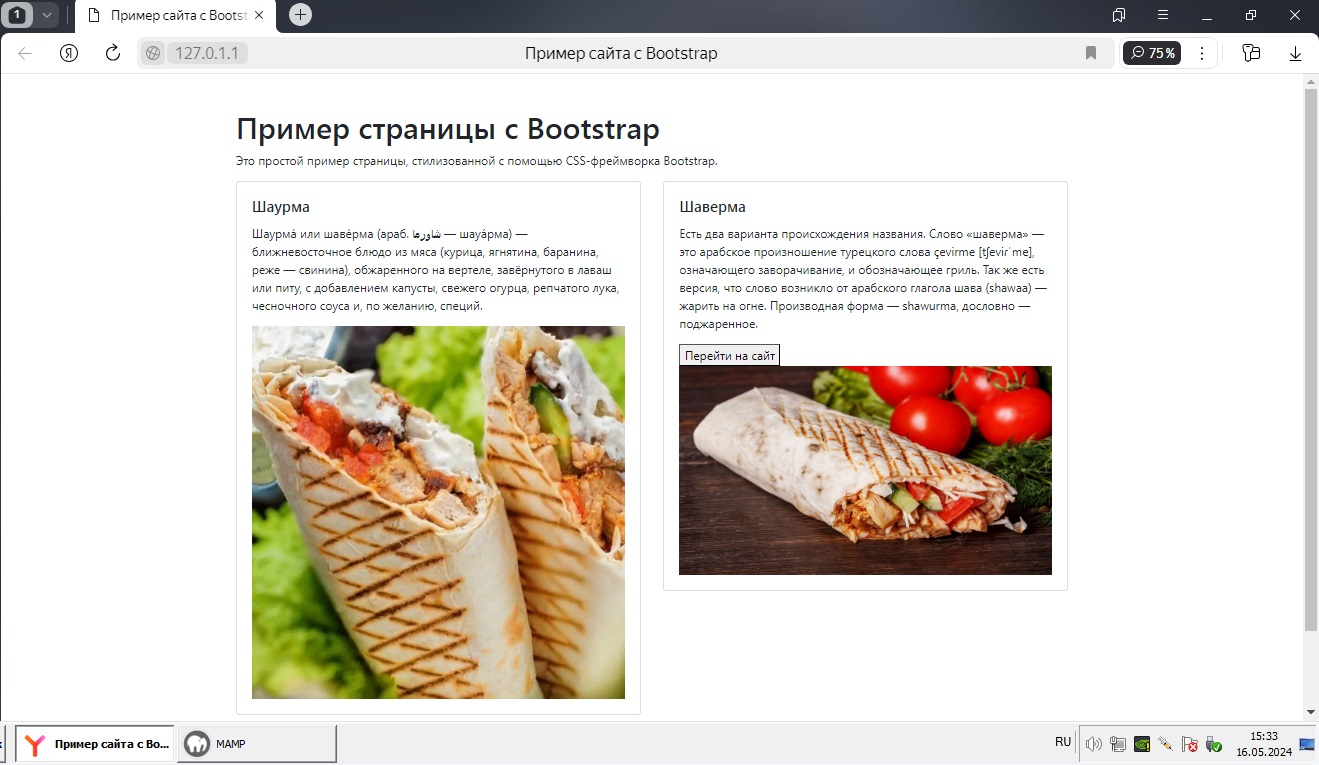 1
Пример сайта с Bootst
127.0.1.1
Пример сайта с Bootstrap
75%
Пример страницы с Bootstrap
Это простой пример страницы, стилизованной с помощью CSS-фреймворка Bootstrap.
Шаурма
Шаурма́ или шаве́рма (араб. شاورما — шауа́рма) —
ближневосточное блюдо из мяса (курица, ягнятина, баранина,
реже — свинина), обжаренного на вертеле, завёрнутого в лаваш
или питу, с добавлением капусты, свежего огурца, репчатого лука,
чесночного соуса и, по желанию, специй.
Шаверма
Есть два варианта происхождения названия. Слово «шаверма» —
это арабское произношение турецкого слова çevirme [tʃeviɾˈme],
означающего заворачивание, и обозначающее гриль. Так же есть
версия, что слово возникло от арабского глагола шава (shawaa) —
жарить на огне. Производная форма — shawurma, дословно —
поджаренное.
Перейти на сайт
Пример сайта с Bo...
MAMP
RU
15:33
16.05.2024